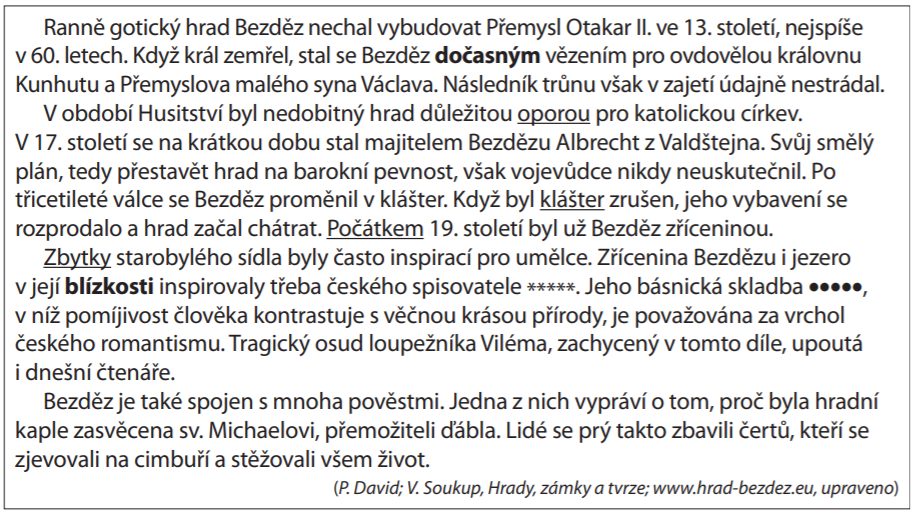 Ranně gotický hrad Bezděz nechal vybudovat Přemysl Otakar II. ve 13. století, nejspíše
v 60. letech. Když král zemřel, stal se Bezděz dočasným vězením pro ovdovělou královnu
Kunhutu a Přemyslova malého syna Václava. Následník trůnu však v zajetí údajně nestrádal.
V období Husitství byl nedobitný hrad důležitou oporou pro katolickou církev.
V 17. století se na krátkou dobu stal majitelem Bezdězu Albrecht z Valdštejna. Svůj smělý
plán, tedy přestavět hrad na barokní pevnost, však vojevůdce nikdy neuskutečnil. Po
třicetileté válce se Bezděz proměnil v klášter. Když byl klášter zrušen, jeho vybavení se
rozprodalo a hrad začal chátrat. Počátkem 19. století byl už Bezděz zříceninou.
Zbytky starobylého sídla byly často inspirací pro umělce. Zřícenina Bezdězu i jezero
v její blízkosti inspirovaly třeba českého spisovatele *****. Jeho básnická skladba •••••,
v níž pomíjivost člověka kontrastuje s věčnou krásou přírody, je považována za vrchol
českého romantismu. Tragický osud loupežníka Viléma, zachycený v tomto díle, upoutá
i dnešní čtenáře.
Bezděz je také spojen s mnoha pověstmi. Jedna z nich vypráví o tom, proč byla hradní
kaple zasvěcena sv. Michaelovi, přemožiteli ďábla. Lidé se prý takto zbavili čertů, kteří se
zjevovali na cimbuří a stěžovali všem život.
(P. David; V. Soukup, Hrady, zámky a tvrze; www.hrad-bezdez.eu, upraveno)